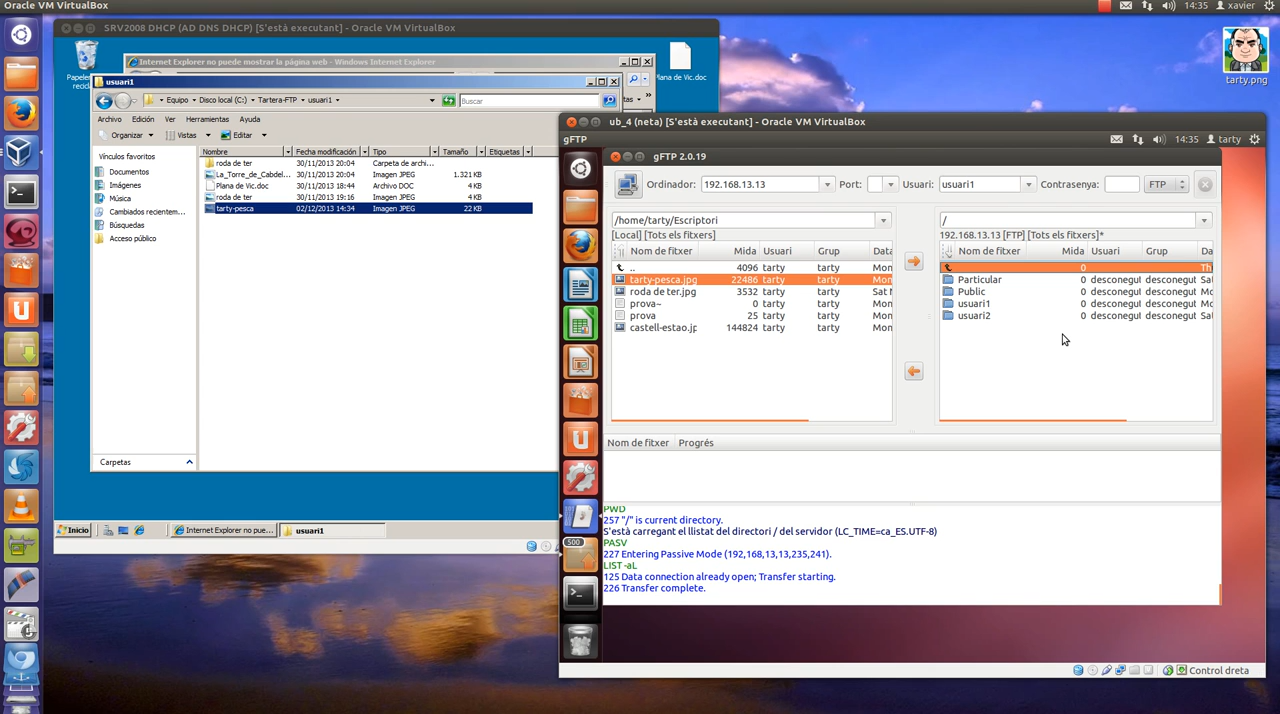 Oracle VM VirtualBox
14:35 xavier
SRV2008 DHCP (AD DNS DHCP) [S'està executant] - Oracle VM VirtualBox
Internet Explorer no puede mostrar la página web - Windows Internet Explorer
Plana de Vic.doc
usuari1
Equipo Disco local (C:) Tartera-FTP usuari1
Buscar
Archivo Edición Ver Herramientas Ayuda
Organizar Vistas Editar
Vínculos favoritos
Documentos
Imágenes
Música
Cambiados recientem...
Búsquedas
Acceso público
Carpetas
Nombre Fecha modificación Tipo Tamaño Etiquetas
roda de ter 30/11/2013 20:04 Carpeta de archi...
La_Torre_de_Cabdel... 30/11/2013 20:04 Imagen JPEG 1.321 KB
Plana de Vic.doc 30/11/2013 18:44 Archivo DOC 4 KB
roda de ter 30/11/2013 19:16 Imagen JPEG 4 KB
tarty-pesca 02/12/2013 14:34 Imagen JPEG 22 KB
Inicio
Internet Explorer no pue...
usuari1
tarty.png
ub_4 (neta) [S'està executant] - Oracle VM VirtualBox
gFTP
14:35 tarty
gFTP 2.0.19
Ordinador: 192.168.13.13 Port: Usuari: usuari1 Contrasenya: FTP
/home/tarty/Escriptori
[Local] [Tots els fitxers]
Nom de fitxer Mida Usuari Grup Data
.. 4096 tarty tarty Mon
tarty-pesca.jpg 22486 tarty tarty Mon
roda de ter.jpg 3532 tarty tarty Sat N
prova~ 0 tarty tarty Mon
prova 25 tarty tarty Mon
castell-estao.jp 144824 tarty tarty Mon
/
192.168.13.13 [FTP] [Tots els fitxers]*
Nom de fitxer Mida Usuari Grup Da
0 Th
Particular 0 desconegut desconegut Sat
Public 0 desconegut desconegut Sat
usuari1 0 desconegut desconegut Mo
usuari2 0 desconegut desconegut Sat
Nom de fitxer Progrés
PWD
257 "/" is current directory.
S'està carregant el llistat del directori / del servidor (LC_TIME=ca_ES.UTF-8)
PASV
227 Entering Passive Mode (192,168,13,13,235,241).
LIST -aL
125 Data connection already open; Transfer starting.
226 Transfer complete.
500
Control dreta